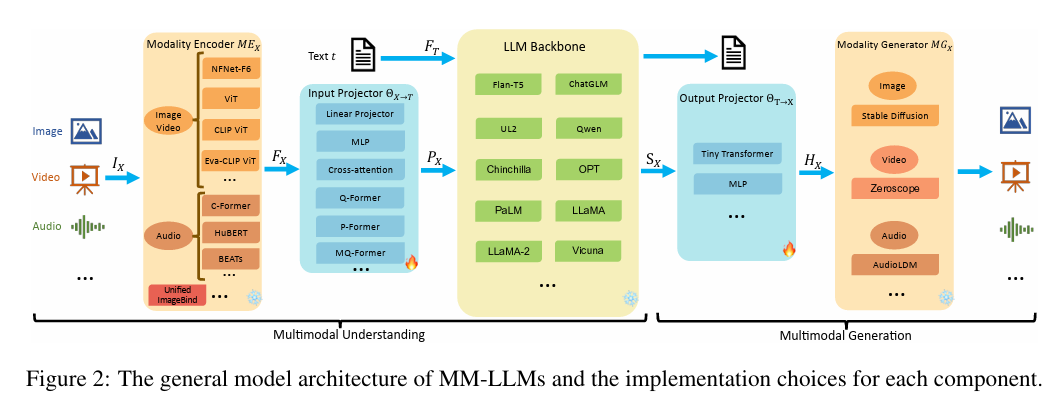 Image
Video
Audio
...
I_X
Modality Encoder ME_X
Image
Video
NFNet-F6
ViT
CLIP ViT
Eva-CLIP ViT
...
Audio
C-Former
HuBERT
BEATs
...
Unified
ImageBind
...
F_X
Text t
F_T
Input Projector Θ_X→T
Linear Projector
MLP
Cross-attention
Q-Former
P-Former
MQ-Former
...
P_X
LLM Backbone
Flan-T5
ChatGLM
UL2
Qwen
Chinchilla
OPT
PaLM
LLaMA
LLaMA-2
Vicuna
...
S_X
Output Projector Θ_T→X
Tiny Transformer
MLP
...
H_X
Modality Generator MG_X
Image
Stable Diffusion
Video
Zeroscope
Audio
AudioLDM
...
...
Multimodal Understanding
Multimodal Generation
Figure 2: The general model architecture of MM-LLMs and the implementation choices for each component.